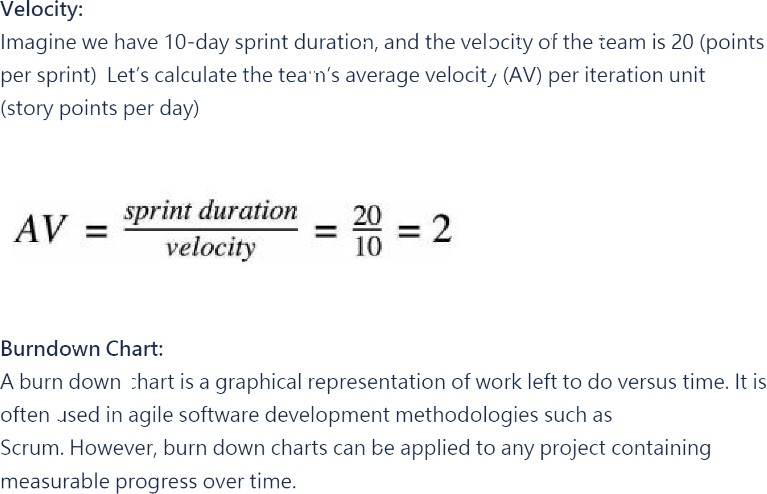 Velocity:
Imagine we have 10-day sprint duration, and the velocity of the team is 20 (points
per sprint) Let's calculate the team's average velocity (AV) per iteration unit
(story points per day)
AV = sprint duration / velocity = 20 / 10 = 2
Burndown Chart:
A burn down chart is a graphical representation of work left to do versus time. It is
often used in agile software development methodologies such as
Scrum. However, burn down charts can be applied to any project containing
measurable progress over time.